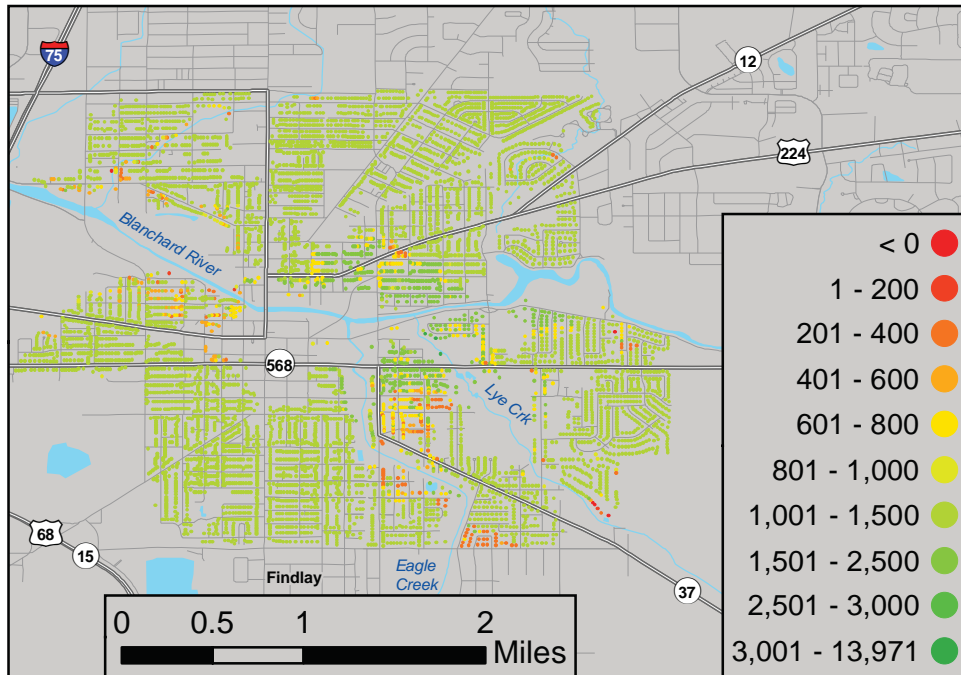 75
12
224
Blanchard River
568
Lye Crk
68
15
Findlay
Eagle
Creek
37
0 0.5 1 2
Miles
< 0
1 - 200
201 - 400
401 - 600
601 - 800
801 - 1,000
1,001 - 1,500
1,501 - 2,500
2,501 - 3,000
3,001 - 13,971